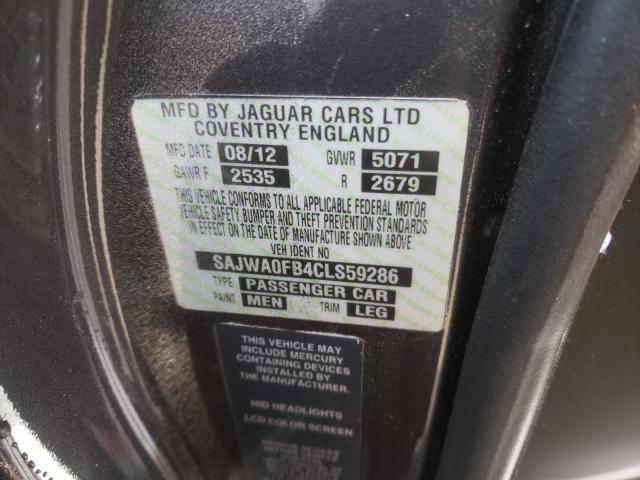 MFD BY JAGUAR CARS LTD
COVENTRY ENGLAND
MFD DATE 08/12 GVWR 5071
GAWR F 2535 R 2679
THIS VEHICLE CONFORMS TO ALL APPLICABLE FEDERAL MOTOR
VEHICLE SAFETY, BUMPER AND THEFT PREVENTION STANDARDS
IN EFFECT ON THE DATE OF MANUFACTURE SHOWN ABOVE.
VEH IDENT NO
SAJWA0FB4CLS59286
TYPE PASSENGER CAR
PAINT MEN TRIM LEG
THIS VEHICLE MAY
INCLUDE MERCURY
CONTAINING DEVICES
INSTALLED BY
THE MANUFACTURER.
HID HEADLIGHTS
LCD COLOR SCREEN